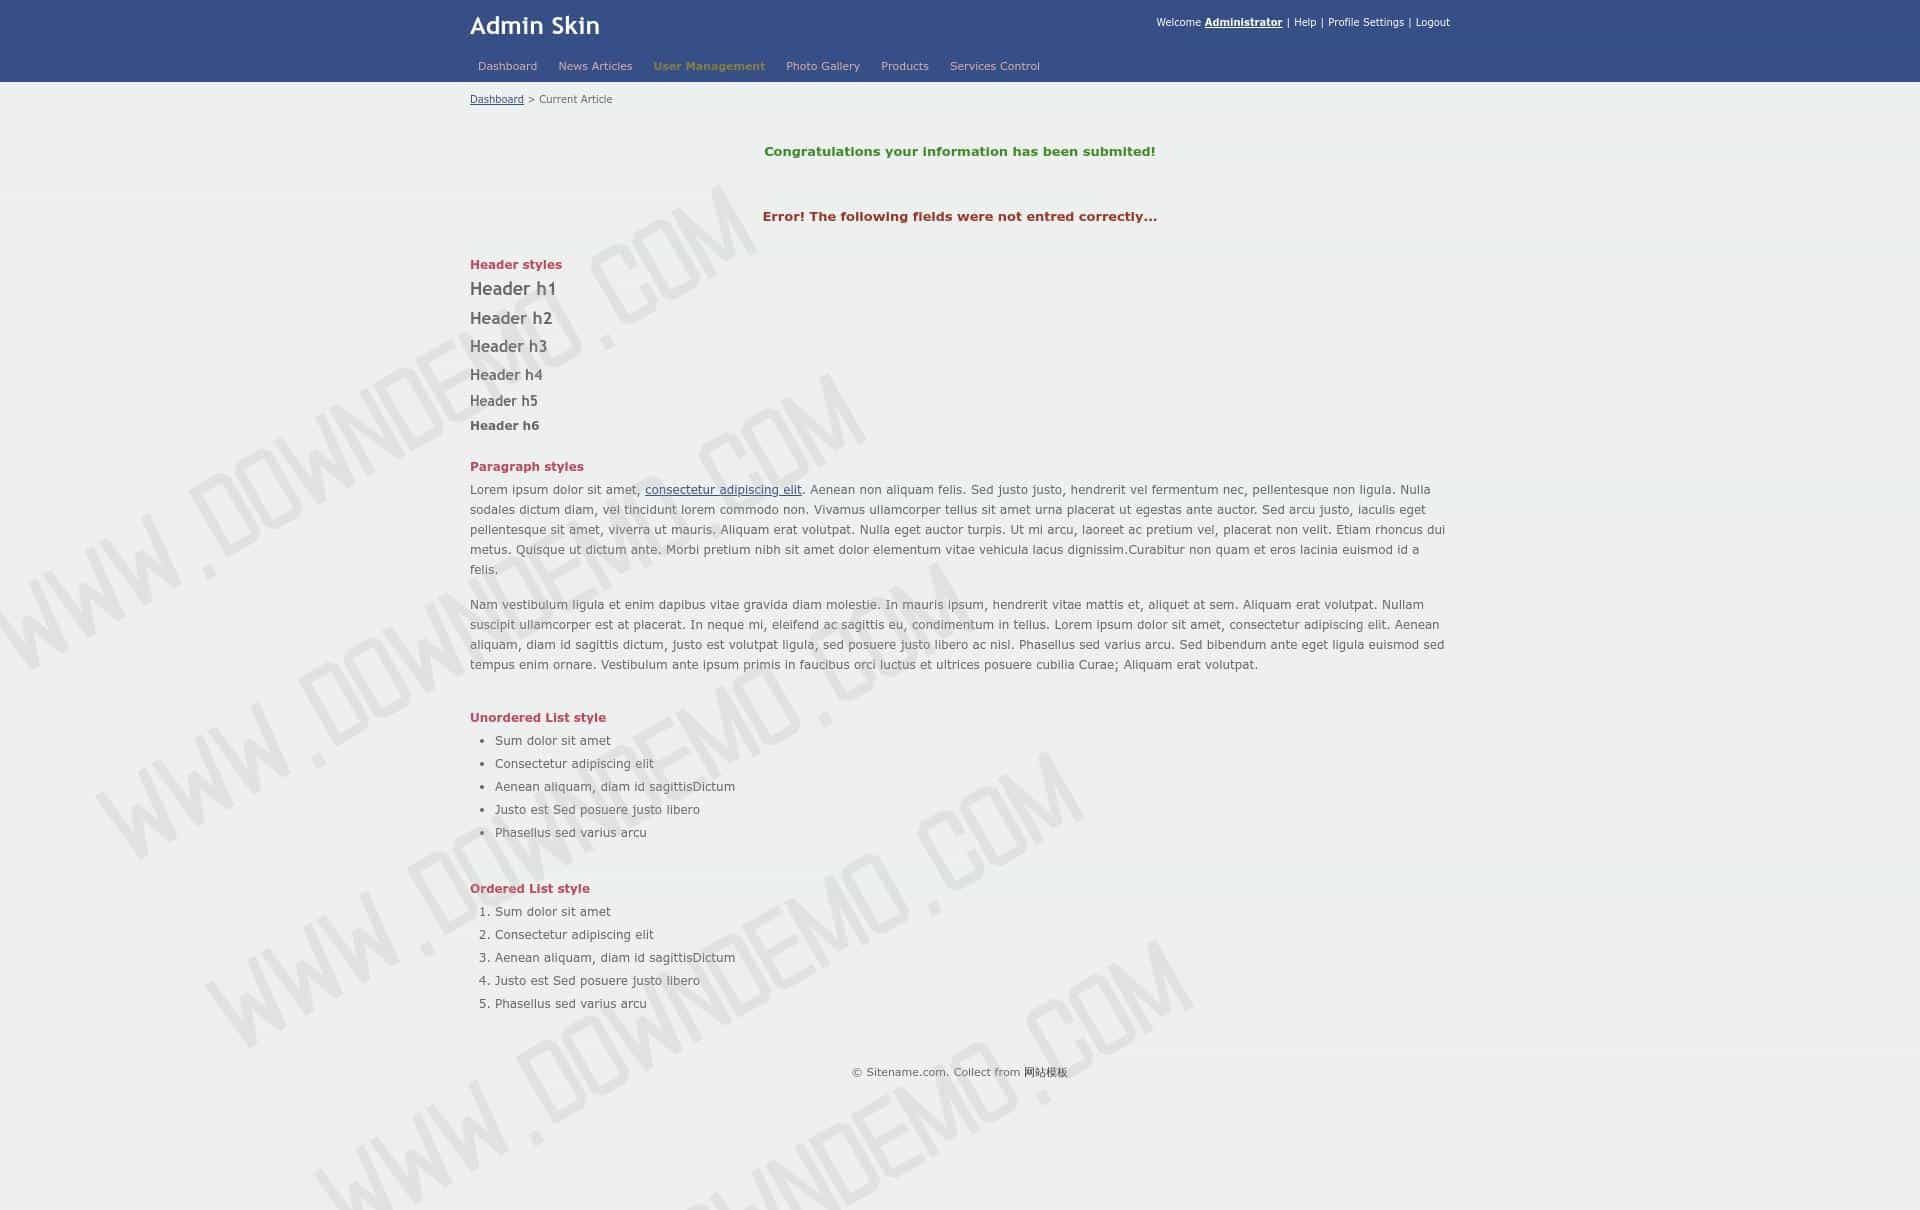 Admin Skin
Welcome Administrator | Help | Profile Settings | Logout
Dashboard News Articles User Management Photo Gallery Products Services Control
Dashboard > Current Article
Congratulations your information has been submited!
Error! The following fields were not entred correctly...
Header styles
Header h1
Header h2
Header h3
Header h4
Header h5
Header h6
Paragraph styles
Lorem ipsum dolor sit amet, consectetur adipiscing elit. Aenean non aliquam felis. Sed justo justo, hendrerit vel fermentum nec, pellentesque non ligula. Nulla
sodales dictum diam, vel tincidunt lorem commodo non. Vivamus ullamcorper tellus sit amet urna placerat ut egestas ante auctor. Sed arcu justo, iaculis eget
pellentesque sit amet, viverra ut mauris. Aliquam erat volutpat. Nulla eget auctor turpis. Ut mi arcu, laoreet ac pretium vel, placerat non velit. Etiam rhoncus dui
metus. Quisque ut dictum ante. Morbi pretium nibh sit amet dolor elementum vitae vehicula lacus dignissim.Curabitur non quam et eros lacinia euismod id a
felis.
Nam vestibulum ligula et enim dapibus vitae gravida diam molestie. In mauris ipsum, hendrerit vitae mattis et, aliquet at sem. Aliquam erat volutpat. Nullam
suscipit ullamcorper est at placerat. In neque mi, eleifend ac sagittis eu, condimentum in tellus. Lorem ipsum dolor sit amet, consectetur adipiscing elit. Aenean
aliquam, diam id sagittis dictum, justo est volutpat ligula, sed posuere justo libero ac nisl. Phasellus sed varius arcu. Sed bibendum ante eget ligula euismod sed
tempus enim ornare. Vestibulum ante ipsum primis in faucibus orci luctus et ultrices posuere cubilia Curae; Aliquam erat volutpat.
Unordered List style
• Sum dolor sit amet
• Consectetur adipiscing elit
• Aenean aliquam, diam id sagittisDictum
• Justo est Sed posuere justo libero
• Phasellus sed varius arcu
Ordered List style
1. Sum dolor sit amet
2. Consectetur adipiscing elit
3. Aenean aliquam, diam id sagittisDictum
4. Justo est Sed posuere justo libero
5. Phasellus sed varius arcu
© Sitename.com. Collect from 网站模板
WWW.DOWNDEMO.COM
WWW.DOWNDEMO.COM
WWW.DOWNDEMO.COM
WWW.DOWNDEMO.COM
OWNDEMO.COM